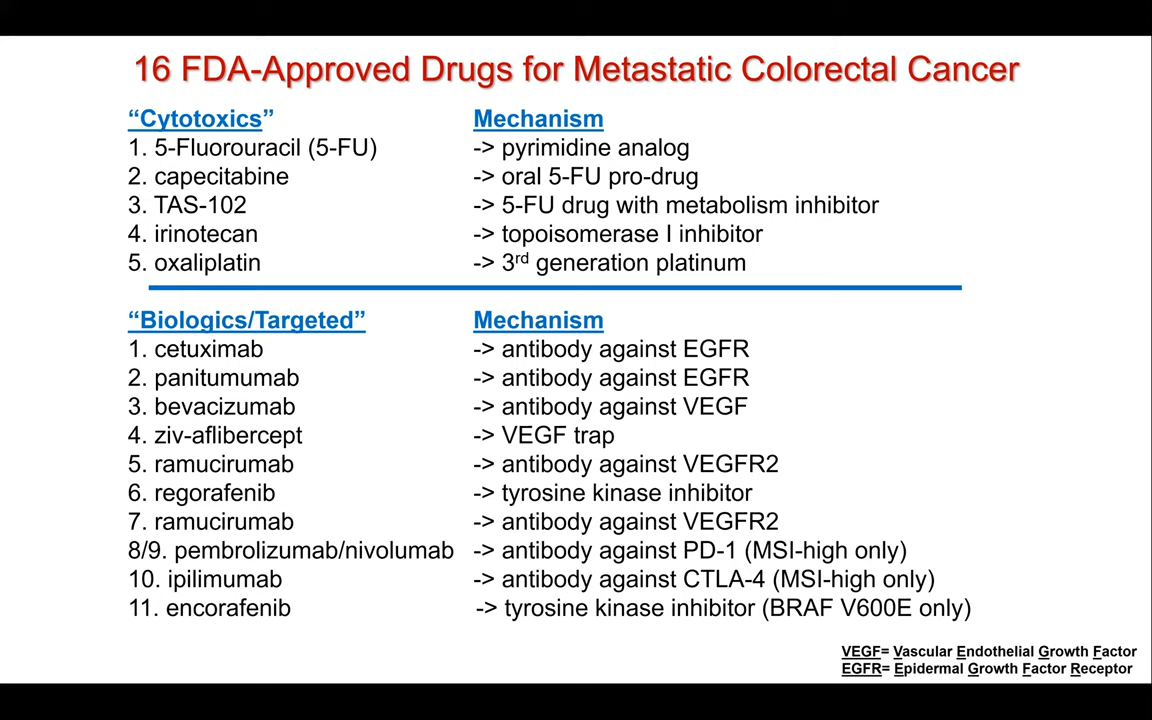 16 FDA-Approved Drugs for Metastatic Colorectal Cancer
“Cytotoxics” Mechanism
1. 5-Fluorouracil (5-FU) -> pyrimidine analog
2. capecitabine -> oral 5-FU pro-drug
3. TAS-102 -> 5-FU drug with metabolism inhibitor
4. irinotecan -> topoisomerase I inhibitor
5. oxaliplatin -> 3rd generation platinum
“Biologics/Targeted” Mechanism
1. cetuximab -> antibody against EGFR
2. panitumumab -> antibody against EGFR
3. bevacizumab -> antibody against VEGF
4. ziv-aflibercept -> VEGF trap
5. ramucirumab -> antibody against VEGFR2
6. regorafenib -> tyrosine kinase inhibitor
7. ramucirumab -> antibody against VEGFR2
8/9. pembrolizumab/nivolumab -> antibody against PD-1 (MSI-high only)
10. ipilimumab -> antibody against CTLA-4 (MSI-high only)
11. encorafenib -> tyrosine kinase inhibitor (BRAF V600E only)
VEGF= Vascular Endothelial Growth Factor
EGFR= Epidermal Growth Factor Receptor